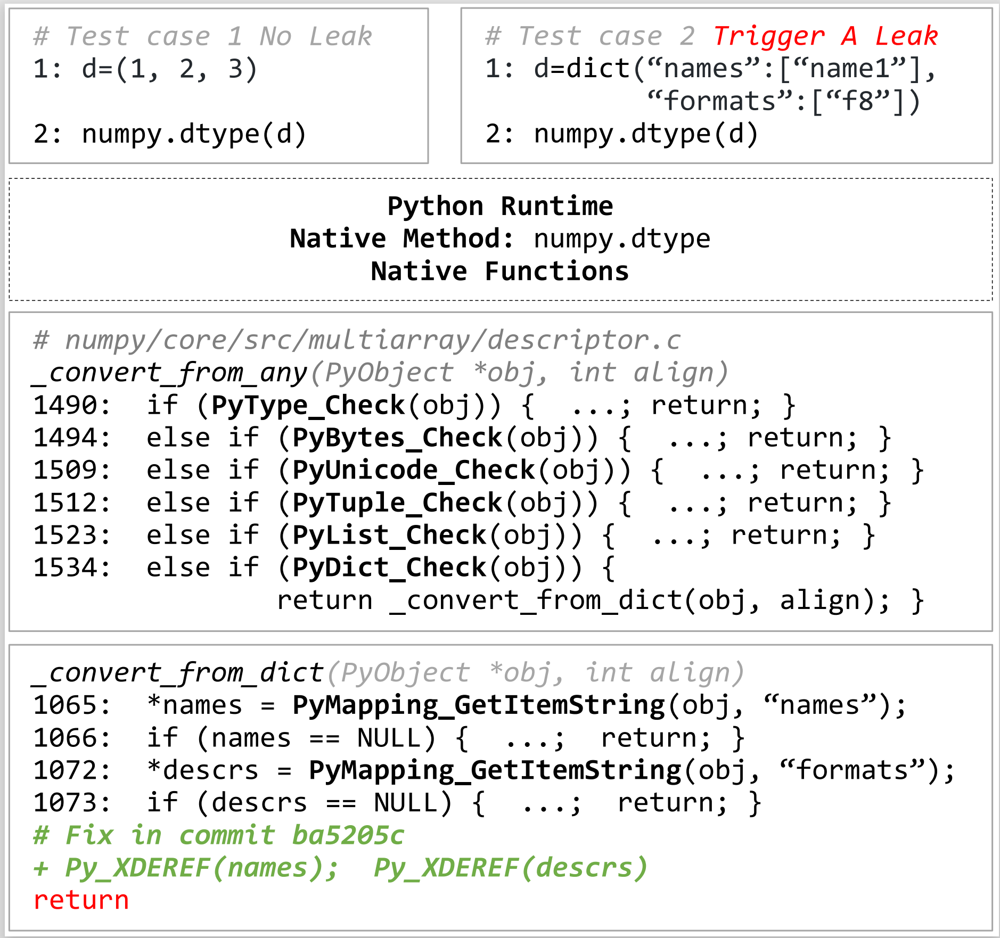 # Test case 1 No Leak
1: d=(1, 2, 3)
2: numpy.dtype(d)
# Test case 2 Trigger A Leak
1: d=dict(“names”:[“name1”],
“formats”:[“f8”])
2: numpy.dtype(d)
Python Runtime
Native Method: numpy.dtype
Native Functions
# numpy/core/src/multiarray/descriptor.c
_convert_from_any(PyObject *obj, int align)
1490: if (PyType_Check(obj)) { ...; return; }
1494: else if (PyBytes_Check(obj)) { ...; return; }
1509: else if (PyUnicode_Check(obj)) { ...; return; }
1512: else if (PyTuple_Check(obj)) { ...; return; }
1523: else if (PyList_Check(obj)) { ...; return; }
1534: else if (PyDict_Check(obj)) {
return _convert_from_dict(obj, align); }
_convert_from_dict(PyObject *obj, int align)
1065: *names = PyMapping_GetItemString(obj, “names”);
1066: if (names == NULL) { ...; return; }
1072: *descrs = PyMapping_GetItemString(obj, “formats”);
1073: if (descrs == NULL) { ...; return; }
# Fix in commit ba5205c
+ Py_XDEREF(names); Py_XDEREF(descrs)
return